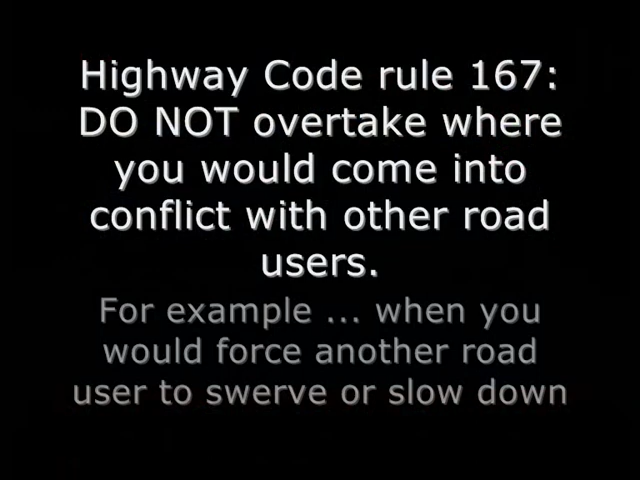 Highway Code rule 167:
DO NOT overtake where
you would come into
conflict with other road
users.
For example ... when you
would force another road
user to swerve or slow down